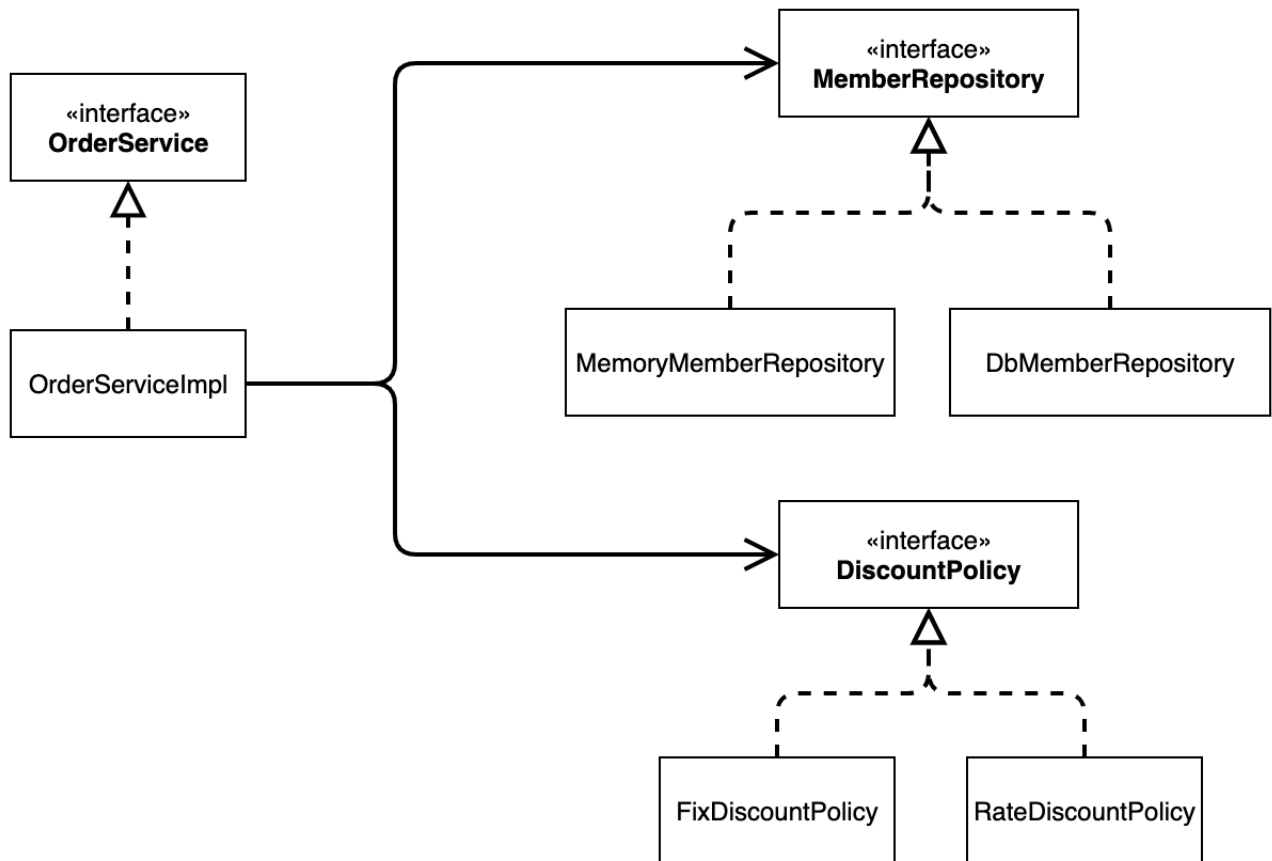 «interface»
MemberRepository
«interface»
OrderService
MemoryMemberRepository
DbMemberRepository
OrderServiceImpl
«interface»
DiscountPolicy
FixDiscountPolicy
RateDiscountPolicy